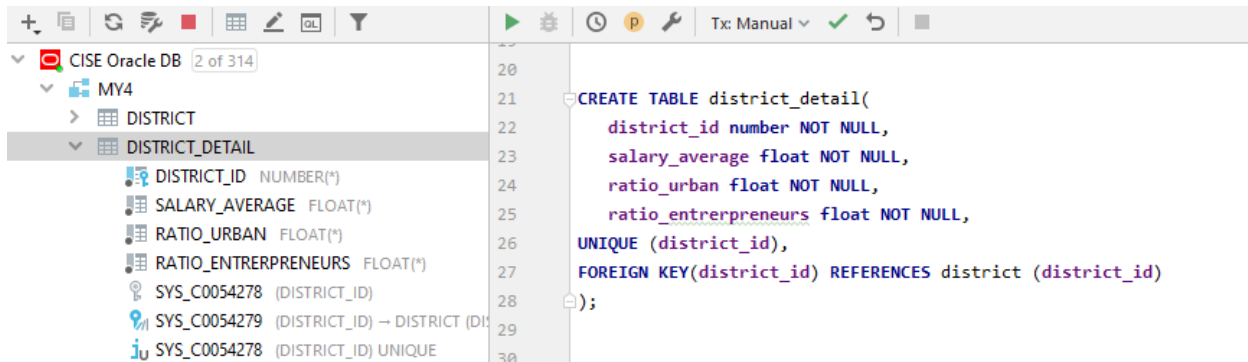 Tx: Manual
CISE Oracle DB 2 of 314
MY4
DISTRICT
DISTRICT_DETAIL
DISTRICT_ID NUMBER(*)
SALARY_AVERAGE FLOAT(*)
RATIO_URBAN FLOAT(*)
RATIO_ENTRERPRENEURS FLOAT(*)
SYS_C0054278 (DISTRICT_ID)
SYS_C0054279 (DISTRICT_ID) → DISTRICT (DIS
SYS_C0054278 (DISTRICT_ID) UNIQUE
20
21 CREATE TABLE district_detail(
22 district_id number NOT NULL,
23 salary_average float NOT NULL,
24 ratio_urban float NOT NULL,
25 ratio_entrerpreneurs float NOT NULL,
26 UNIQUE (district_id),
27 FOREIGN KEY(district_id) REFERENCES district (district_id)
28 );
29
30